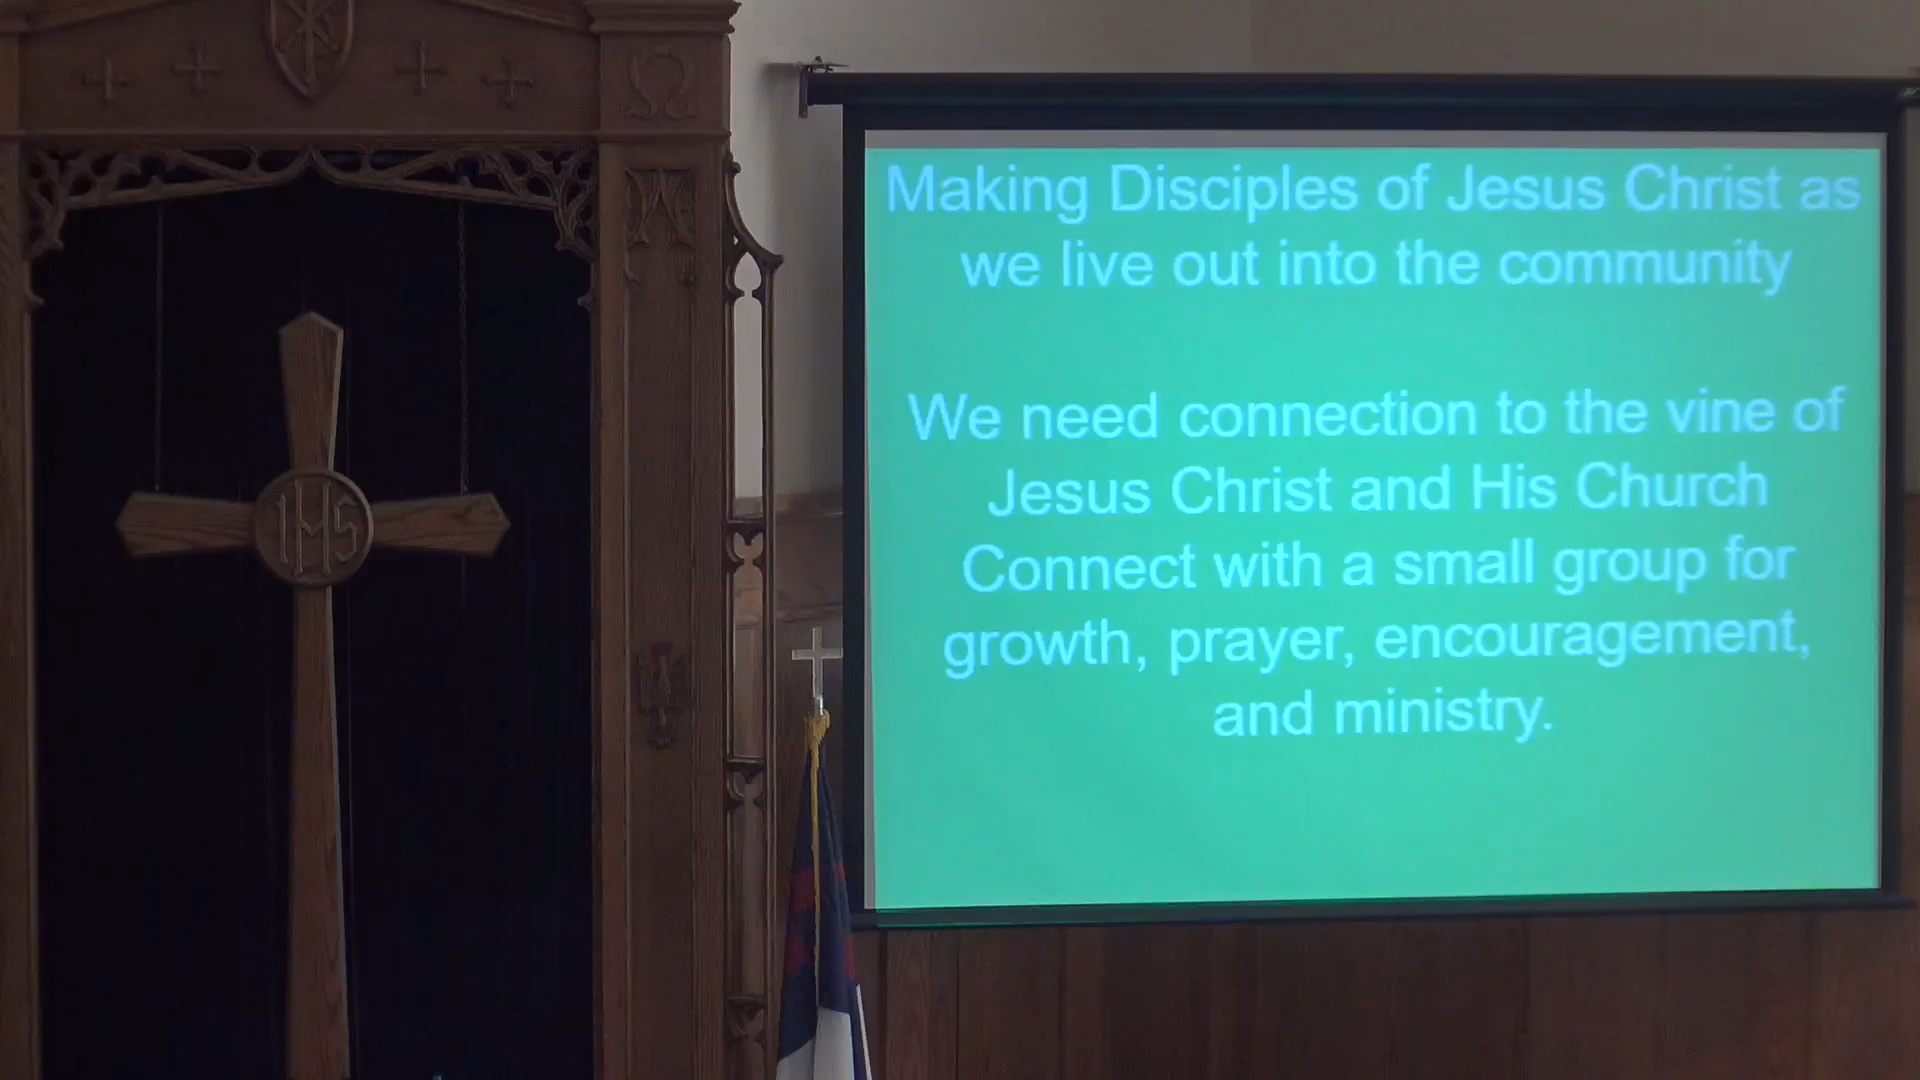 Ω
IHS
Making Disciples of Jesus Christ as
we live out into the community
We need connection to the vine of
Jesus Christ and His Church
Connect with a small group for
growth, prayer, encouragement,
and ministry.